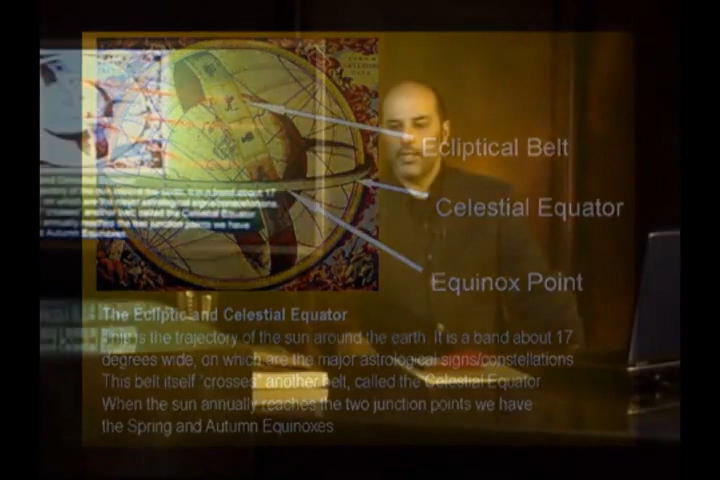 Ecliptical Belt
Celestial Equator
Equinox Point
The Ecliptic and Celestial Equator
This is the trajectory of the sun around the earth. It is a band about 17
degrees wide, on which are the major astrological signs/constellations
This belt itself "crosses" another belt, called the Celestial Equator
When the sun annually reaches the two junction points we have
the Spring and Autumn Equinoxes